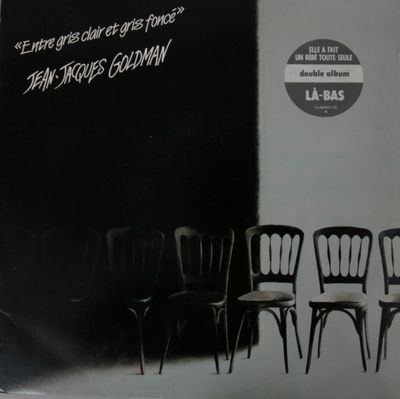 «Entre gris clair et gris foncé»
JEAN-JACQUES GOLDMAN
ELLE A FAIT
UN BÉBÉ TOUTE SEULE
double album
LÀ-BAS